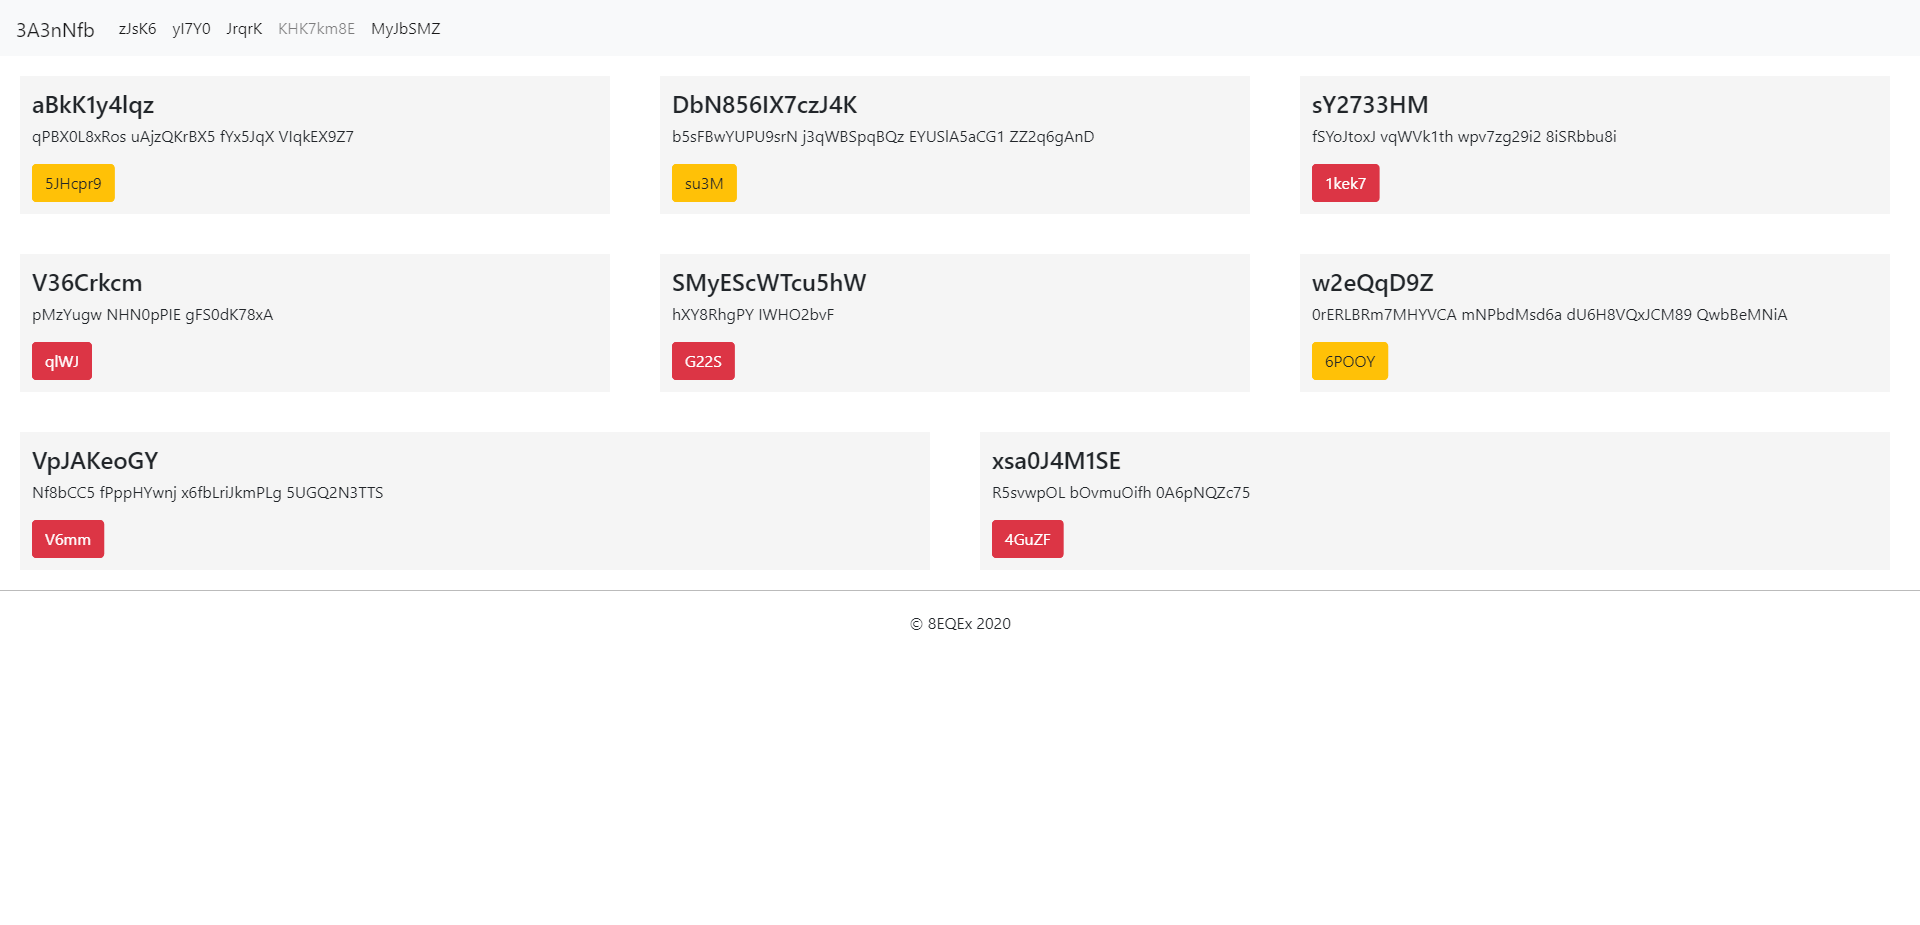 3A3nNfb zJsK6 yI7Y0 JrqrK KHK7km8E MyJbSMZ
aBkK1y4lqz
qPBX0L8xRos uAjzQKrBX5 fYx5JqX VIqkEX9Z7
5JHcpr9
DbN856IX7czJ4K
b5sFBwYUPU9srN j3qWBSpqBQz EYUSlA5aCG1 ZZ2q6gAnD
su3M
sY2733HM
fSYoJtoxJ vqWVk1th wpv7zg29i2 8iSRbbu8i
1kek7
V36Crkcm
pMzYugw NHN0pPIE gFS0dK78xA
qlWJ
SMyEScWTcu5hW
hXY8RhgPY IWHO2bvF
G22S
w2eQqD9Z
0rERLBRm7MHYVCA mNPbdMsd6a dU6H8VQxJCM89 QwbBeMNiA
6POOY
VpJAKeoGY
Nf8bCC5 fPppHYwnj x6fbLriJkmPLg 5UGQ2N3TTS
V6mm
xsa0J4M1SE
R5svwpOL bOvmuOifh 0A6pNQZc75
4GuZF
© 8EQEx 2020